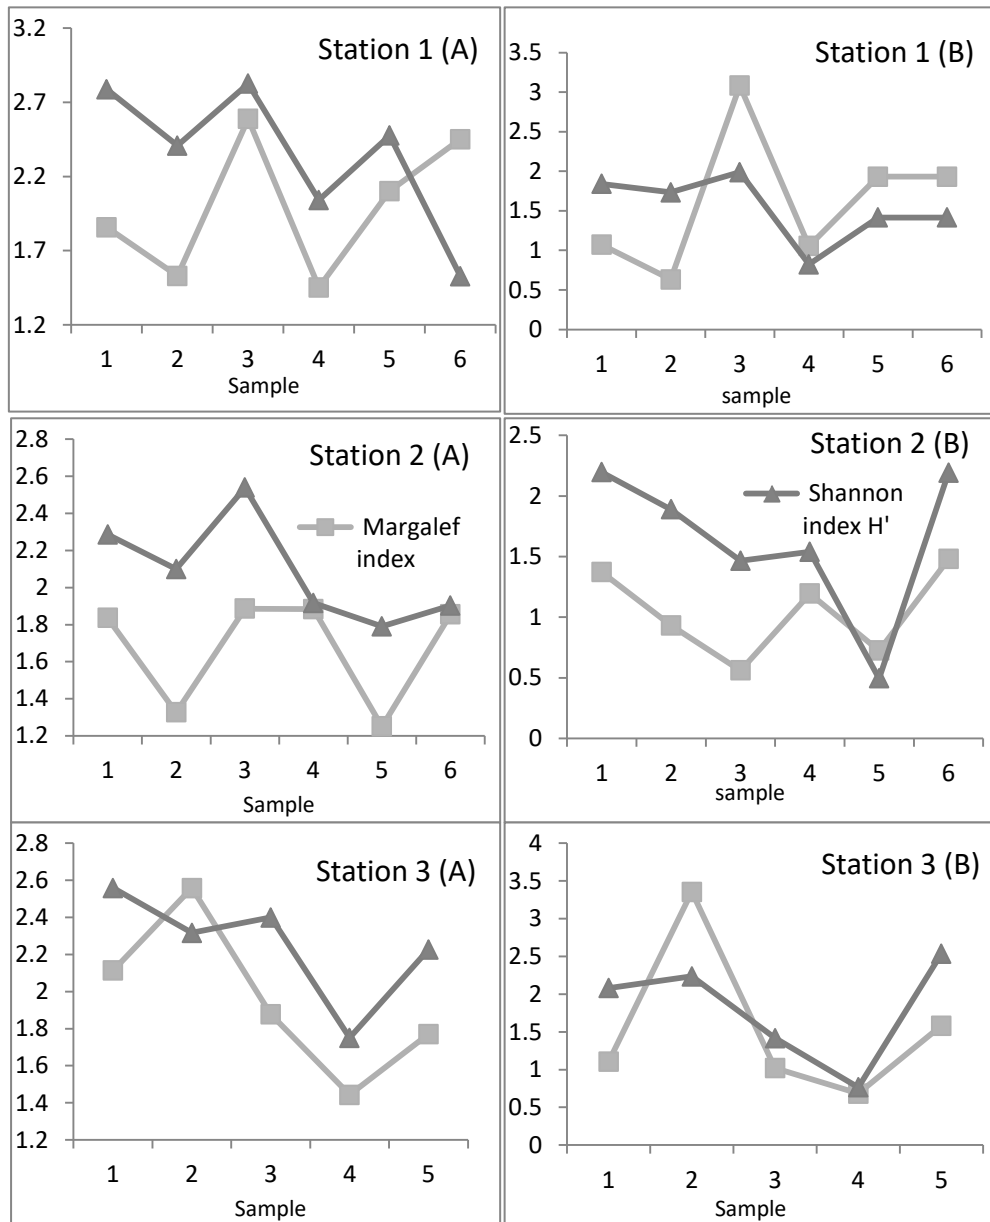 Station 1 (A)
3.2
2.7
2.2
1.7
1.2
1 2 3 4 5 6
Sample
Station 1 (B)
3.5
3
2.5
2
1.5
1
0.5
0
1 2 3 4 5 6
sample
Station 2 (A)
2.8
2.6
2.4
2.2
2
1.8
1.6
1.4
1.2
Margalef
index
1 2 3 4 5 6
Sample
Station 2 (B)
2.5
2
1.5
1
0.5
0
Shannon
index H'
1 2 3 4 5 6
sample
Station 3 (A)
2.8
2.6
2.4
2.2
2
1.8
1.6
1.4
1.2
1 2 3 4 5
Sample
Station 3 (B)
4
3.5
3
2.5
2
1.5
1
0.5
0
1 2 3 4 5
Sample